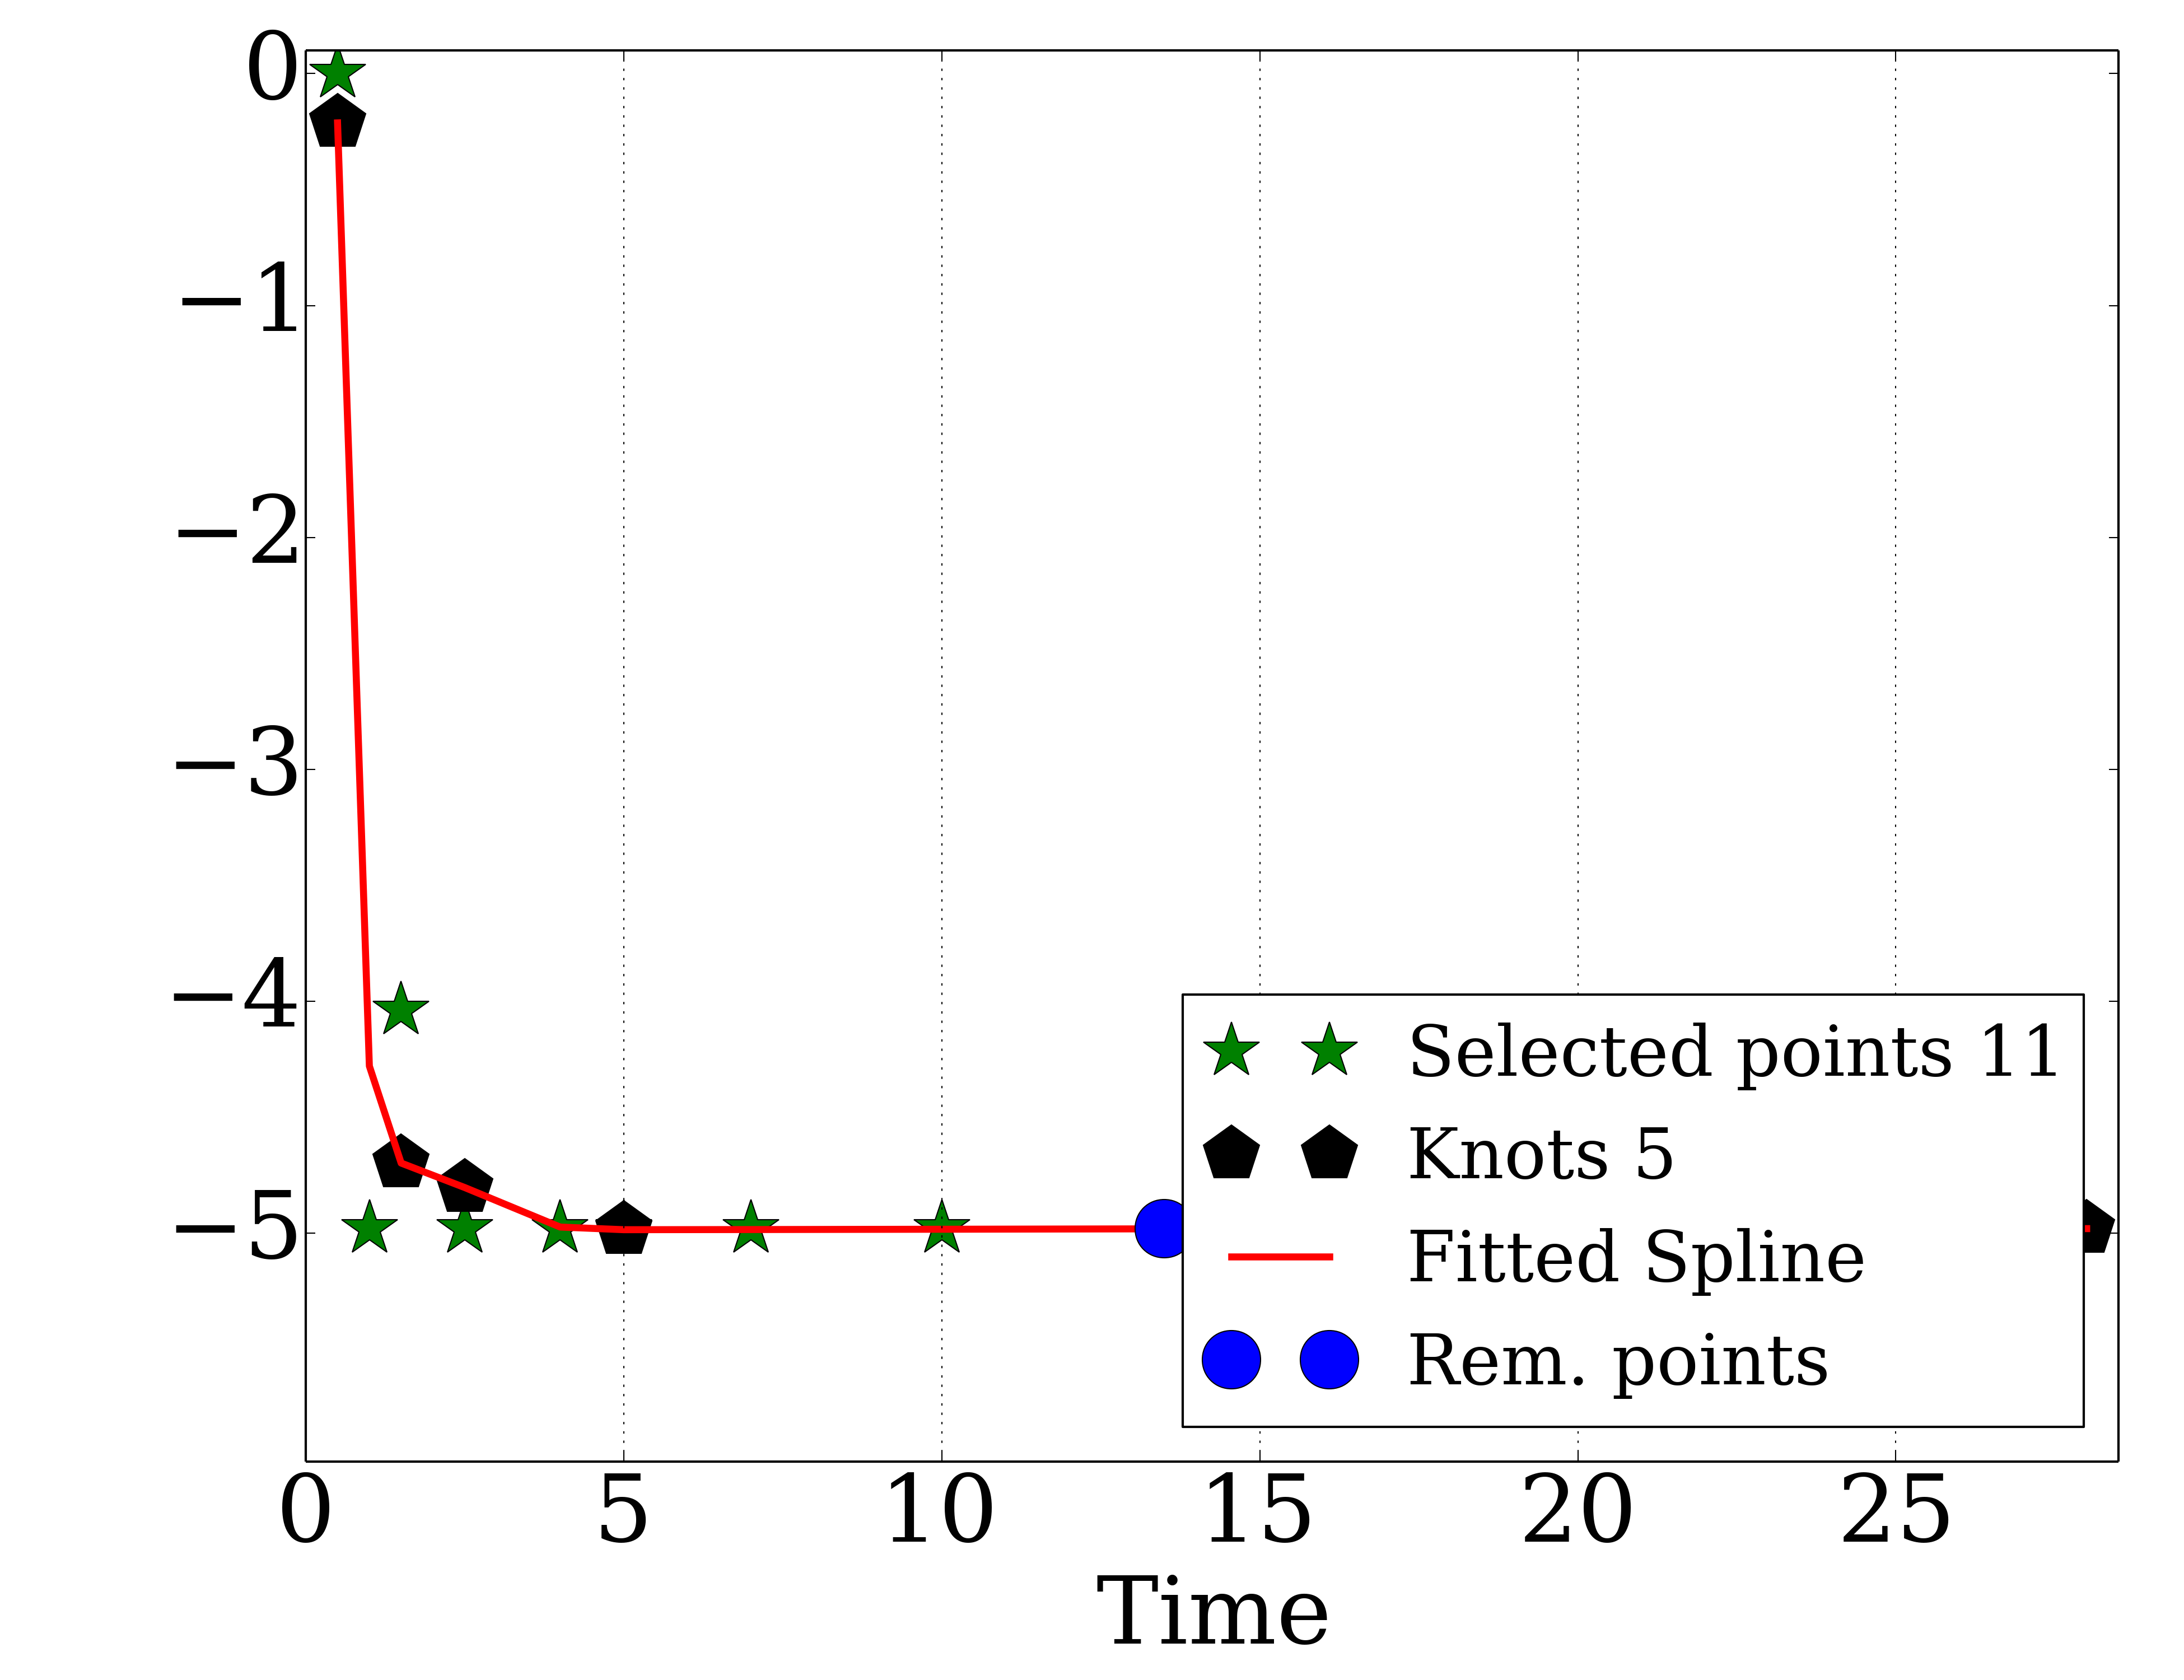 0
−1
−2
−3
−4
−5
Selected points 11
Knots 5
Fitted Spline
Rem. points
0 5 10 15 20 25
Time